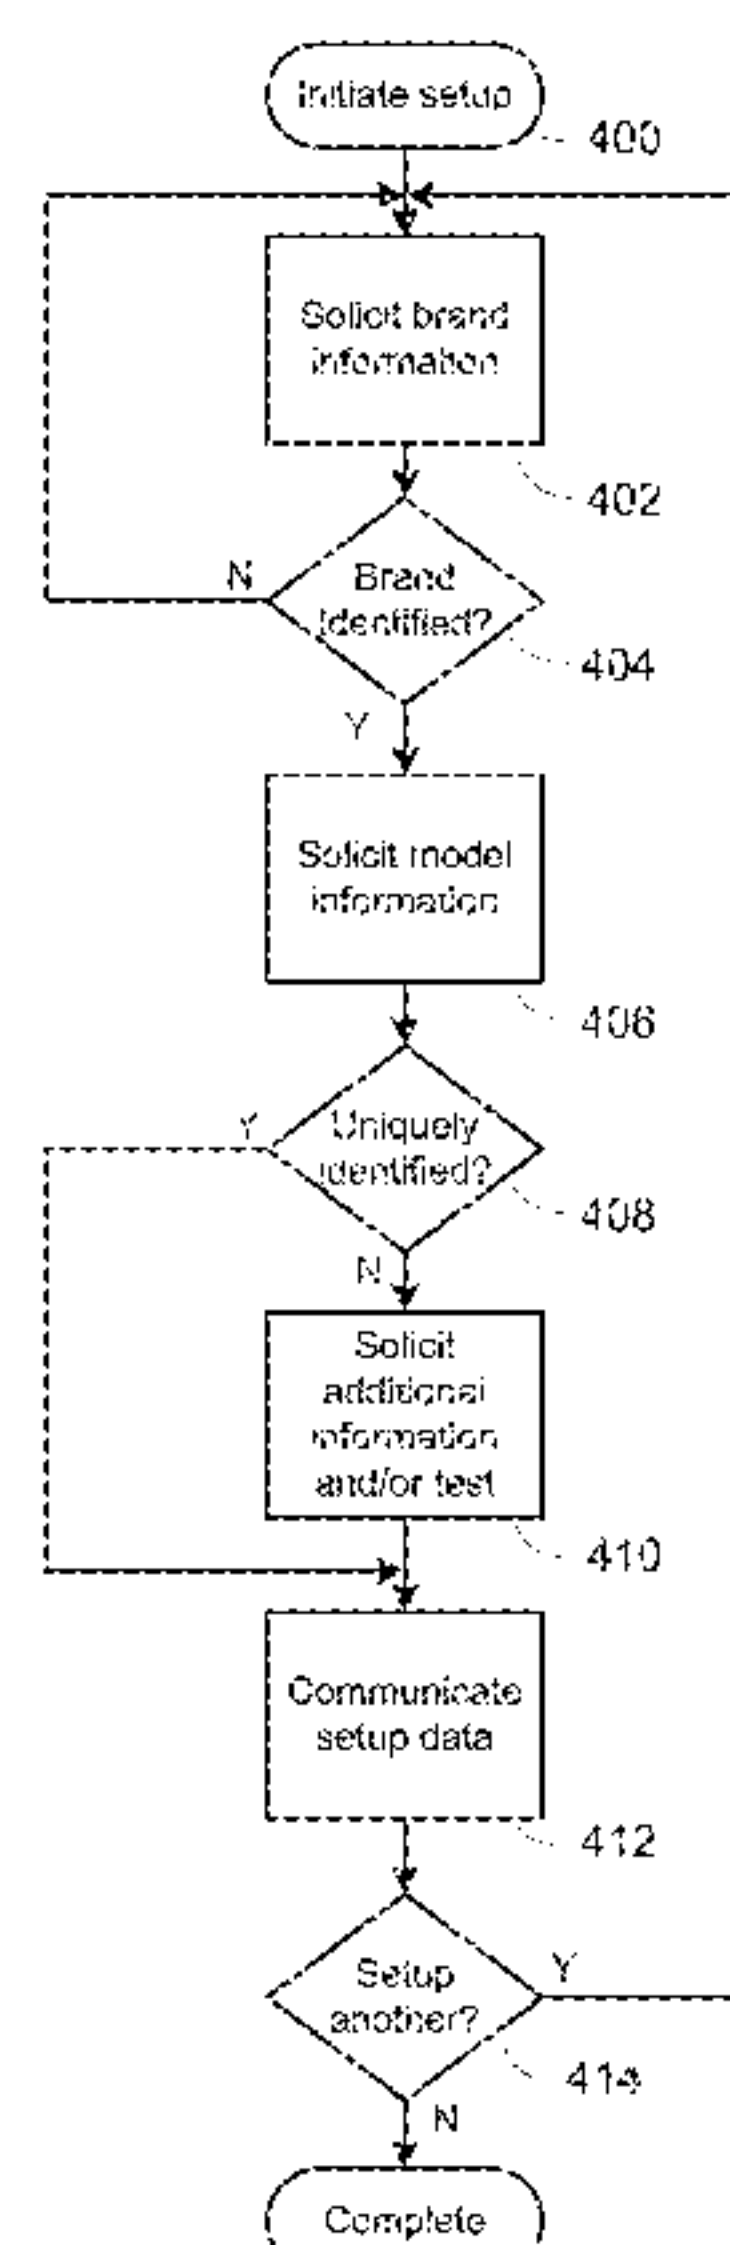 Initiate setup
400
Solicit brand
information
402
N
Brand
identified?
404
Y
Solicit model
information
406
Y
Uniquely
identified?
408
N
Solicit
additional
information
and/or test
410
Communicate
setup data
412
Setup
another?
Y
414
N
Complete